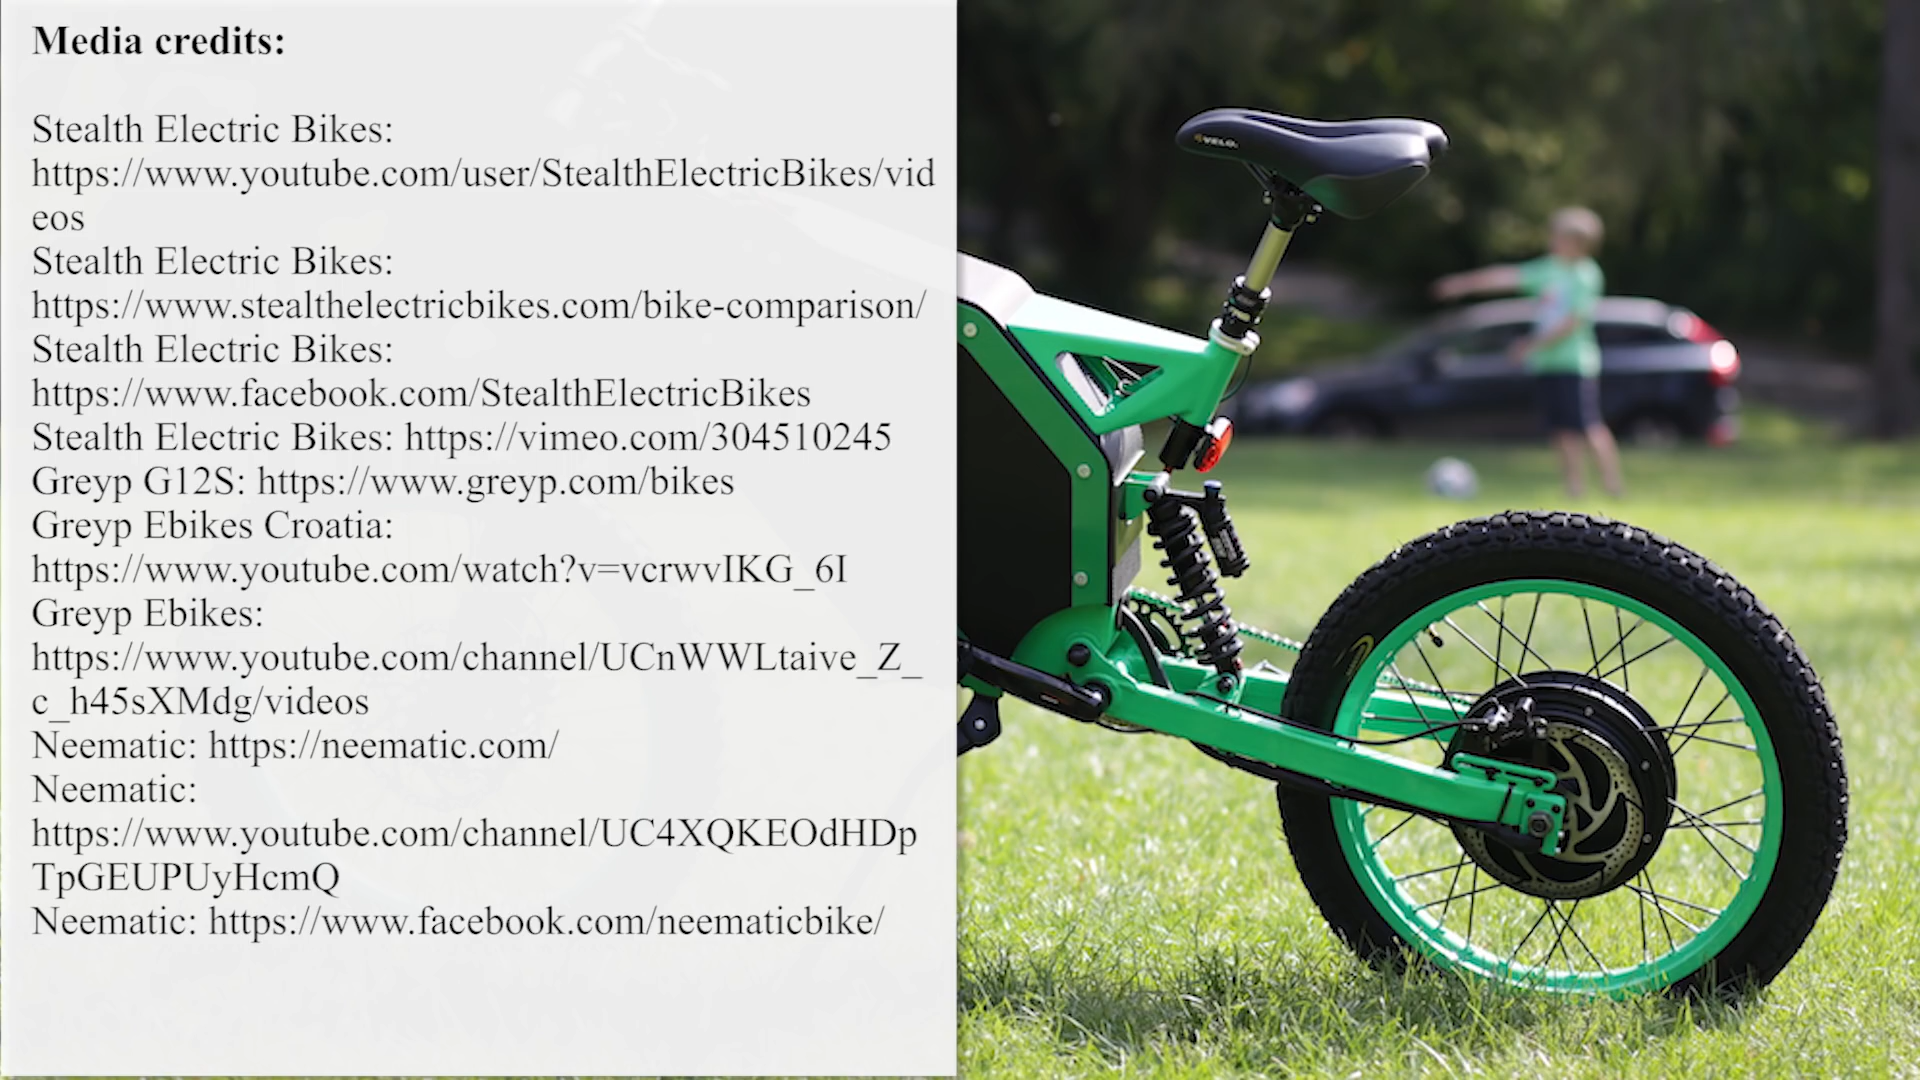 Media credits:
Stealth Electric Bikes:
https://www.youtube.com/user/StealthElectricBikes/vid
eos
Stealth Electric Bikes:
https://www.stealthelectricbikes.com/bike-comparison/
Stealth Electric Bikes:
https://www.facebook.com/StealthElectricBikes
Stealth Electric Bikes: https://vimeo.com/304510245
Greyp G12S: https://www.greyp.com/bikes
Greyp Ebikes Croatia:
https://www.youtube.com/watch?v=vcrwvIKG_6I
Greyp Ebikes:
https://www.youtube.com/channel/UCnWWLtaive_Z_
c_h45sXMdg/videos
Neematic: https://neematic.com/
Neematic:
https://www.youtube.com/channel/UC4XQKEOdHDp
TpGEUPUyHcmQ
Neematic: https://www.facebook.com/neematicbike/
VELO